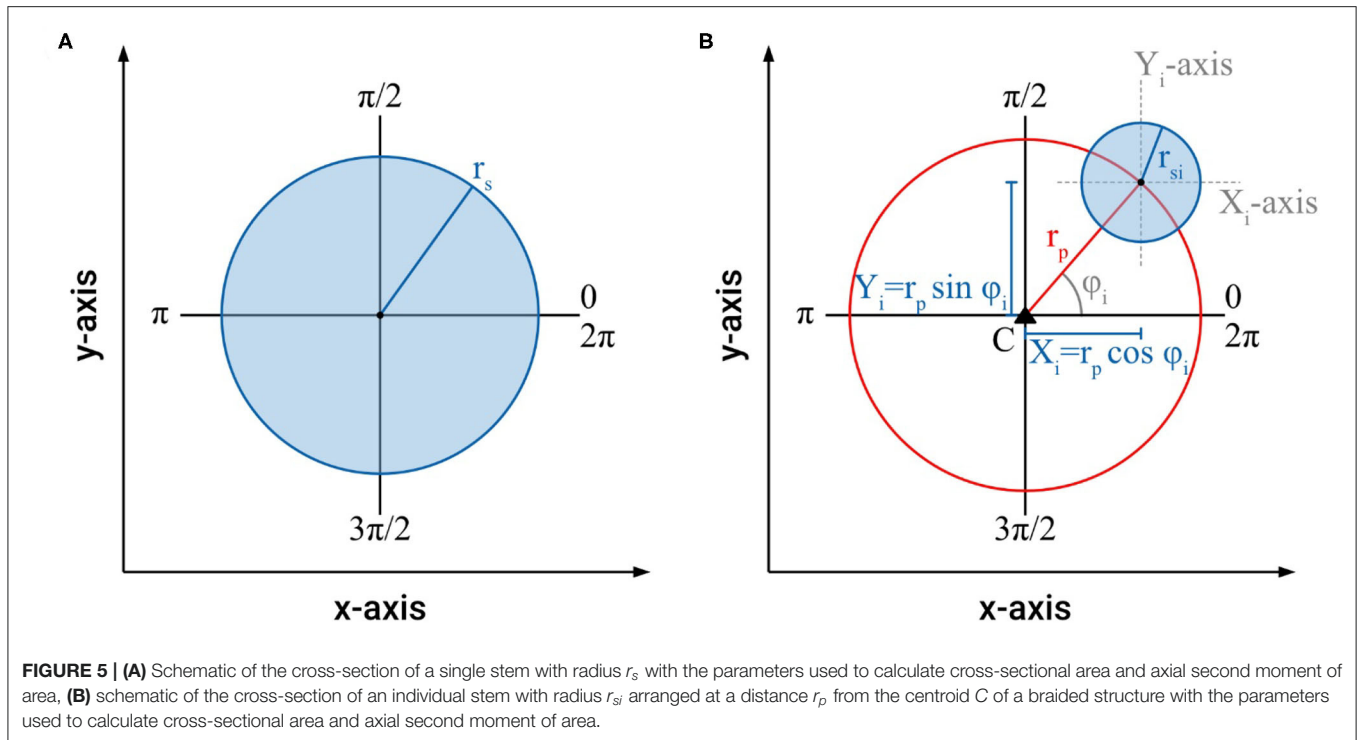 A
π/2
r_s
π
0
2π
3π/2
y-axis
x-axis
B
Y_i-axis
π/2
r_si
X_i-axis
r_p
Y_i=r_p sin φ_i
φ_i
π
0
2π
C
X_i=r_p cos φ_i
3π/2
y-axis
x-axis
FIGURE 5 | (A) Schematic of the cross-section of a single stem with radius r_s with the parameters used to calculate cross-sectional area and axial second moment of
area, (B) schematic of the cross-section of an individual stem with radius r_si arranged at a distance r_p from the centroid C of a braided structure with the parameters
used to calculate cross-sectional area and axial second moment of area.